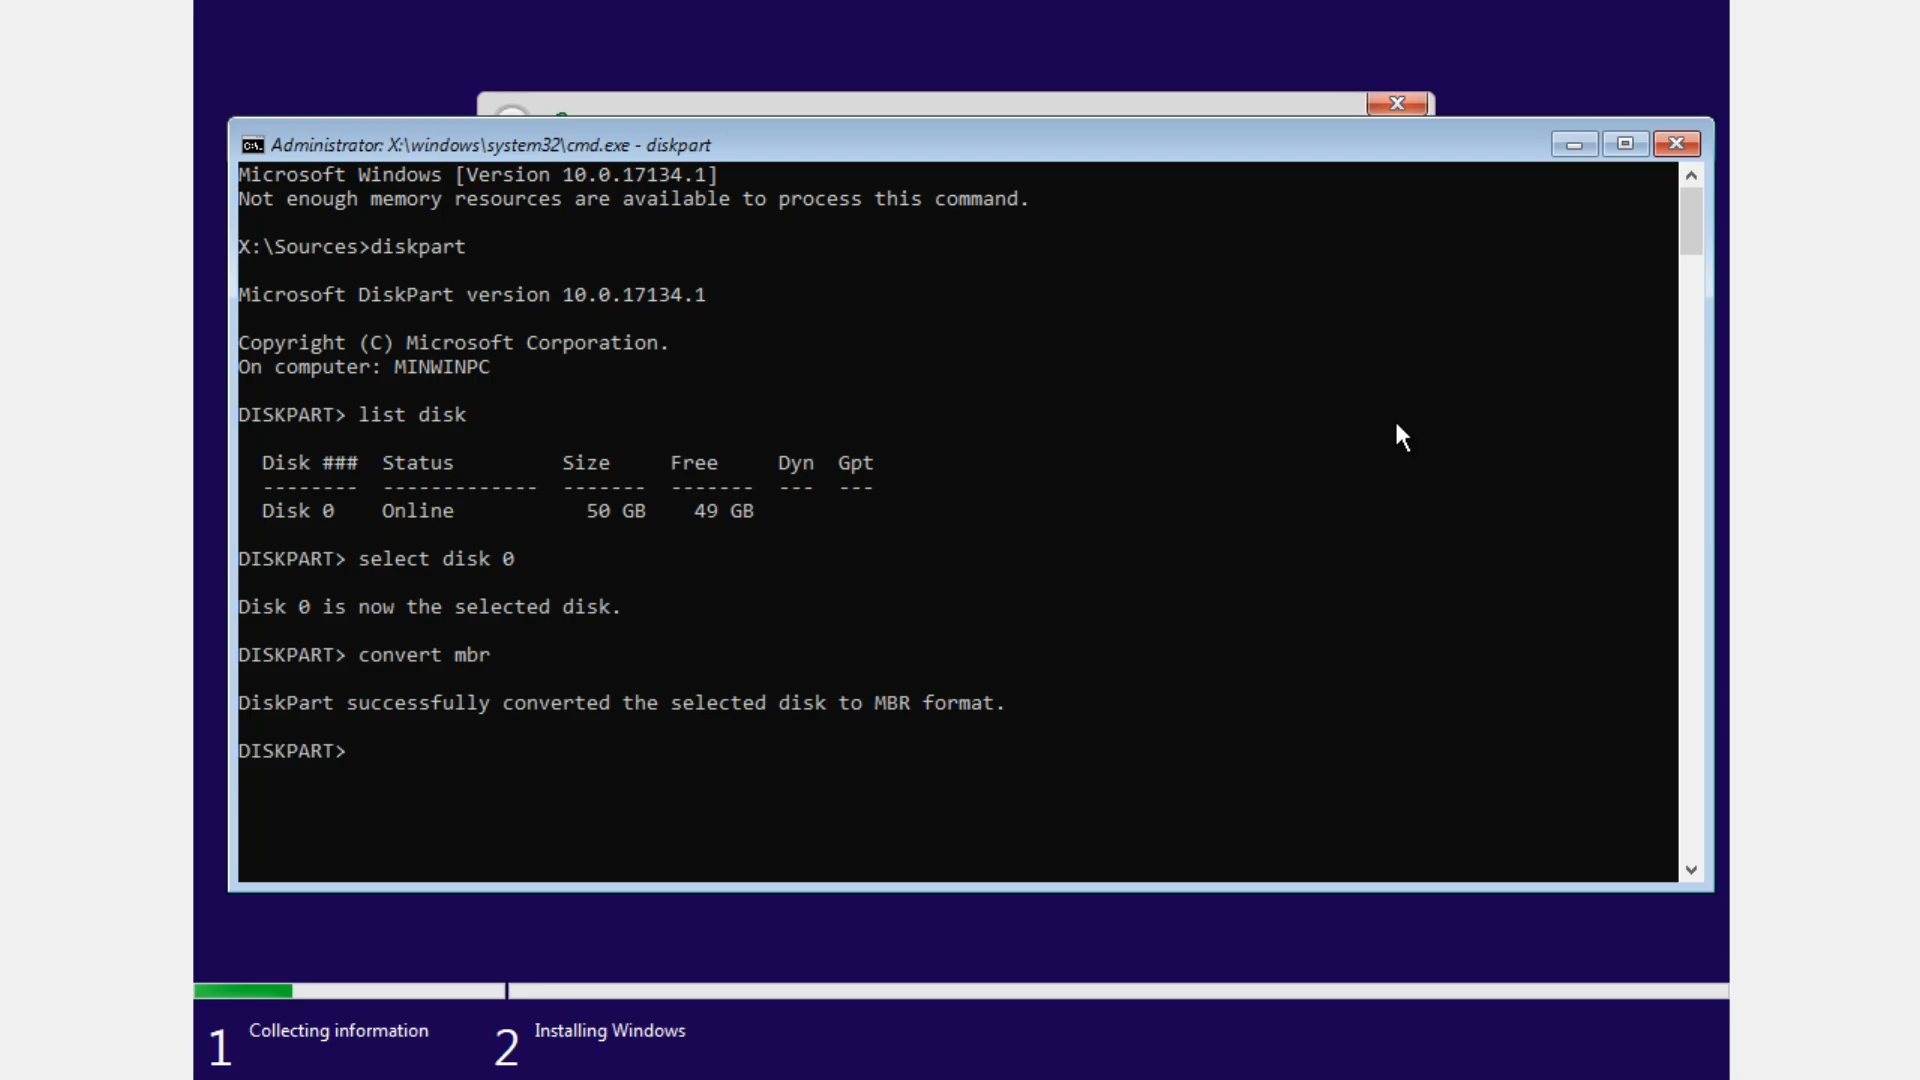 Administrator: X:\windows\system32\cmd.exe - diskpart
Microsoft Windows [Version 10.0.17134.1]
Not enough memory resources are available to process this command.
X:\Sources>diskpart
Microsoft DiskPart version 10.0.17134.1
Copyright (C) Microsoft Corporation.
On computer: MINWINPC
DISKPART> list disk
Disk ###  Status         Size     Free     Dyn  Gpt
--------  -------------  -------  -------  ---  ---
Disk 0    Online           50 GB    49 GB
DISKPART> select disk 0
Disk 0 is now the selected disk.
DISKPART> convert mbr
DiskPart successfully converted the selected disk to MBR format.
DISKPART>
1 Collecting information
2 Installing Windows